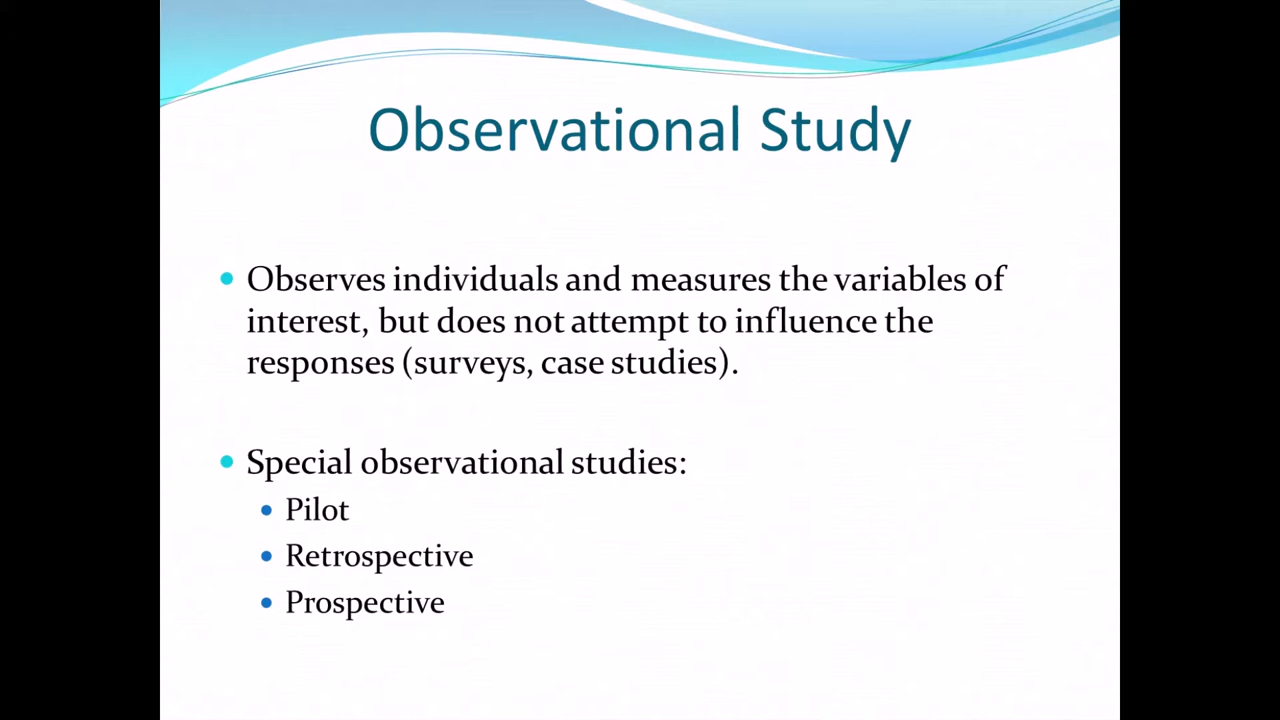 Observational Study
• Observes individuals and measures the variables of
interest, but does not attempt to influence the
responses (surveys, case studies).
• Special observational studies:
• Pilot
• Retrospective
• Prospective